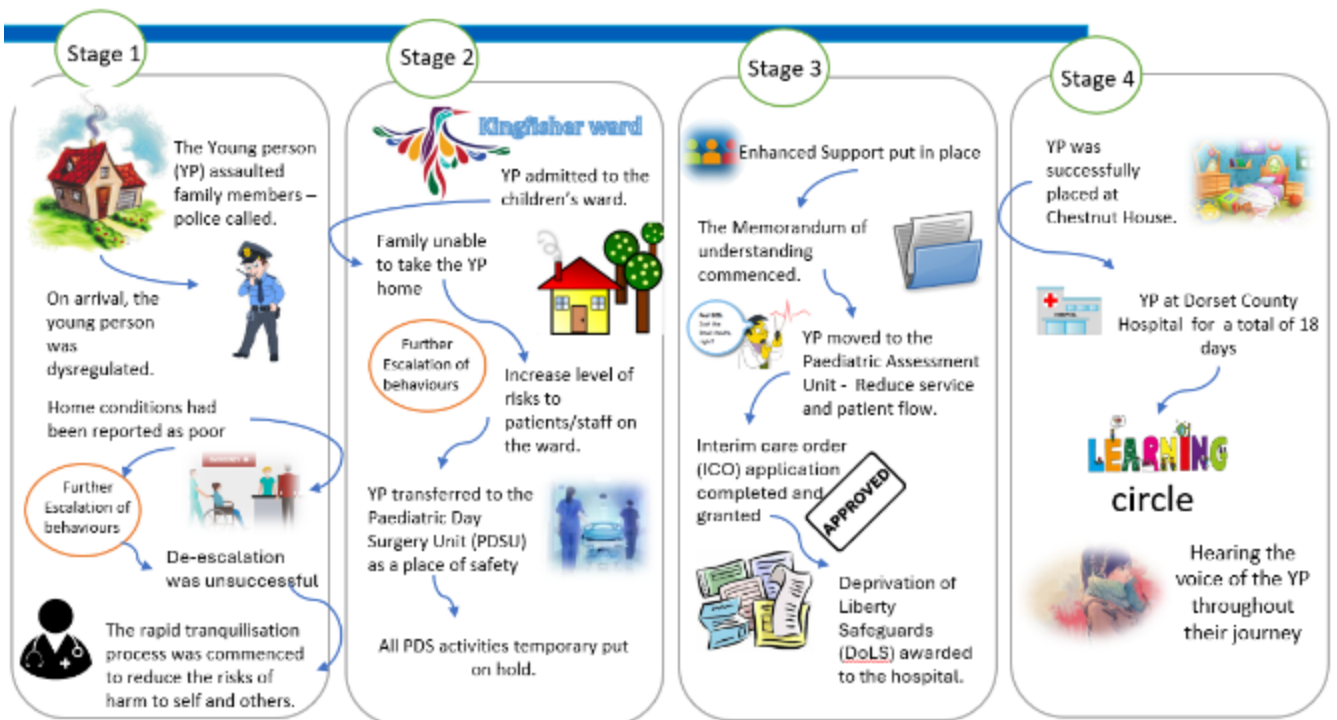 Stage 1
The Young person
(YP) assaulted
family members –
police called.
On arrival, the
young person
was
dysregulated.
Home conditions had
been reported as poor
Further
Escalation of
behaviours
De-escalation
was unsuccessful
The rapid tranquilisation
process was commenced
to reduce the risks of
harm to self and others.
Stage 2
Kingfisher ward
YP admitted to the
children's ward.
Family unable
to take the YP
home
Further
Escalation of
behaviours
Increase level of
risks to
patients/staff on
the ward.
YP transferred to the
Paediatric Day
Surgery Unit (PDSU)
as a place of safety
All PDS activities temporary put
on hold.
Stage 3
Enhanced Support put in place
The Memorandum of
understanding
commenced.
YP moved to the
Paediatric Assessment
Unit - Reduce service
and patient flow.
Interim care order
(ICO) application
completed and
granted
APPROVED
Deprivation of
Liberty
Safeguards
(DoLS) awarded
to the hospital.
Stage 4
YP was
successfully
placed at
Chestnut House.
HOSPITAL
YP at Dorset County
Hospital for a total of 18
days
LEARNING
circle
Hearing the
voice of the YP
throughout
their journey